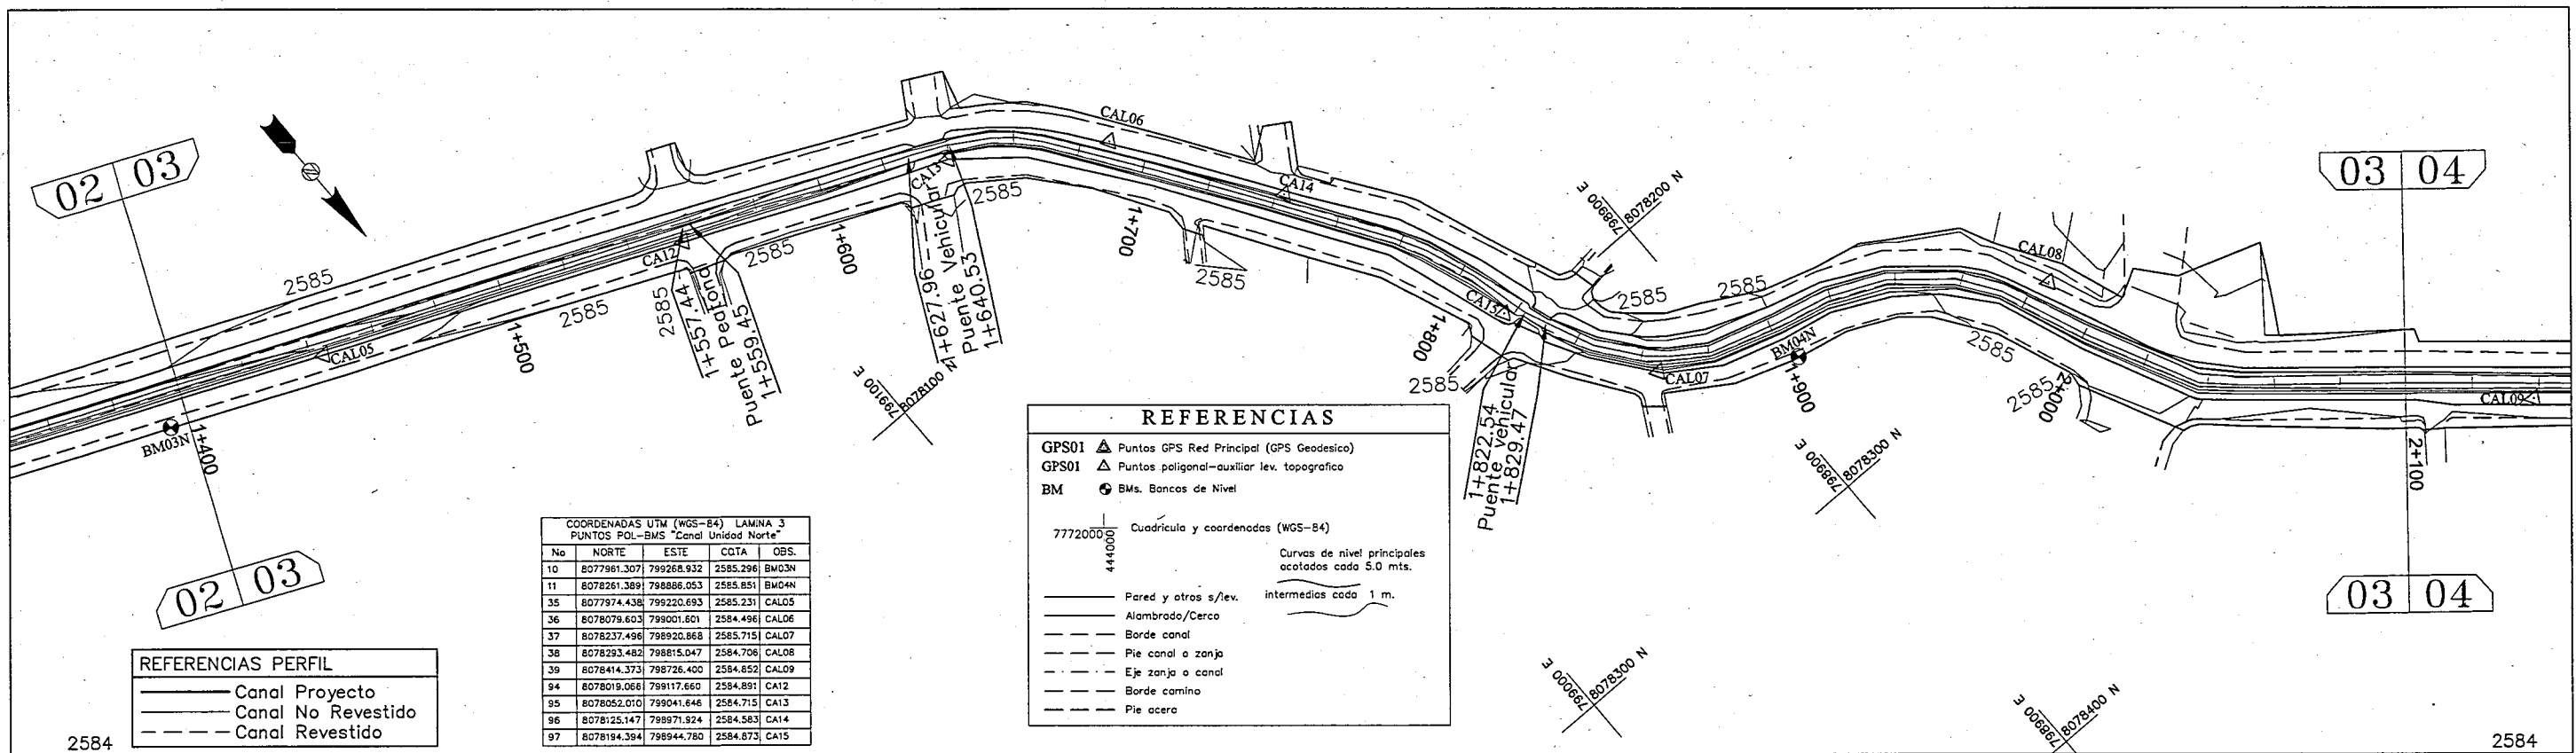 02 03
02 03
03 04
03 04
2585
2585
2585
2585
2585
2585
2585
2585
2585
2585
2585
2585
CAL05
CAL06
CAL07
CAL08
CAL09
CA12
CA13
CA14
CA15
BM03N
BM04N
1+400
1+500
1+600
1+700
1+800
1+900
2+000
2+100
1+557.44
Puente Peatonal
1+559.45
1+627.96
Puente Vehicular
1+640.53
1+822.54
Puente vehicular
1+829.47
799100 E
8078100 N
798900 E
8078200 N
798900 E
8078300 N
799000 E
8078300 N
798900 E
8078400 N
REFERENCIAS
GPS01 Puntos GPS Red Principal (GPS Geodesico)
GPS01 Puntos poligonal-auxiliar lev. topografico
BM BMs. Bancos de Nivel
7772000
444000
Cuadricula y coordenadas (WGS-84)
Curvas de nivel principales
acotados cada 5.0 mts.
intermedias cada 1 m.
Pared y otros s/lev.
Alambrado/Cerco
Borde canal
Pie canal o zanja
Eje zanja o canal
Borde camino
Pie acera
COORDENADAS UTM (WGS-84) LAMINA 3
PUNTOS POL-BMS "Canal Unidad Norte"
No NORTE ESTE COTA OBS.
10 8077961.307 799268.932 2585.296 BM03N
11 8078261.389 798886.053 2585.851 BM04N
35 8077974.438 799220.693 2585.231 CAL05
36 8078079.603 799001.601 2584.496 CAL06
37 8078237.496 798920.868 2585.715 CAL07
38 8078293.482 798815.047 2584.706 CAL08
39 8078414.373 798726.400 2584.852 CAL09
94 8078019.066 799117.660 2584.891 CA12
95 8078052.010 799041.646 2584.715 CA13
96 8078125.147 798971.924 2584.583 CA14
97 8078194.394 798944.780 2584.873 CA15
REFERENCIAS PERFIL
Canal Proyecto
Canal No Revestido
Canal Revestido
2584
2584